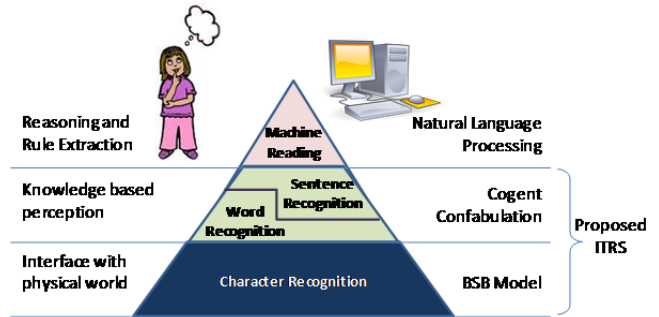 Reasoning and
Rule Extraction
Machine
Reading
Natural Language
Processing
Knowledge based
perception
Sentence
Recognition
Word
Recognition
Cogent
Confabulation
Proposed
ITRS
Interface with
physical world
Character Recognition
BSB Model